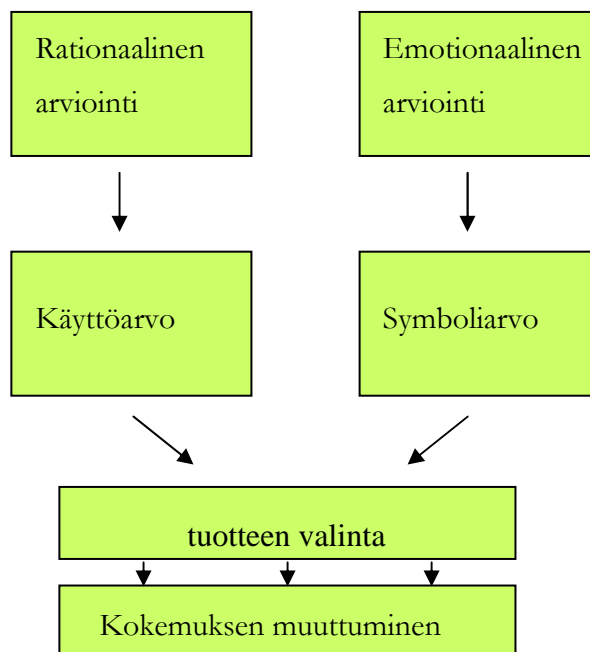 Rationaalinen
arviointi
Emotionaalinen
arviointi
Käyttöarvo
Symboliarvo
tuotteen valinta
Kokemuksen muuttuminen